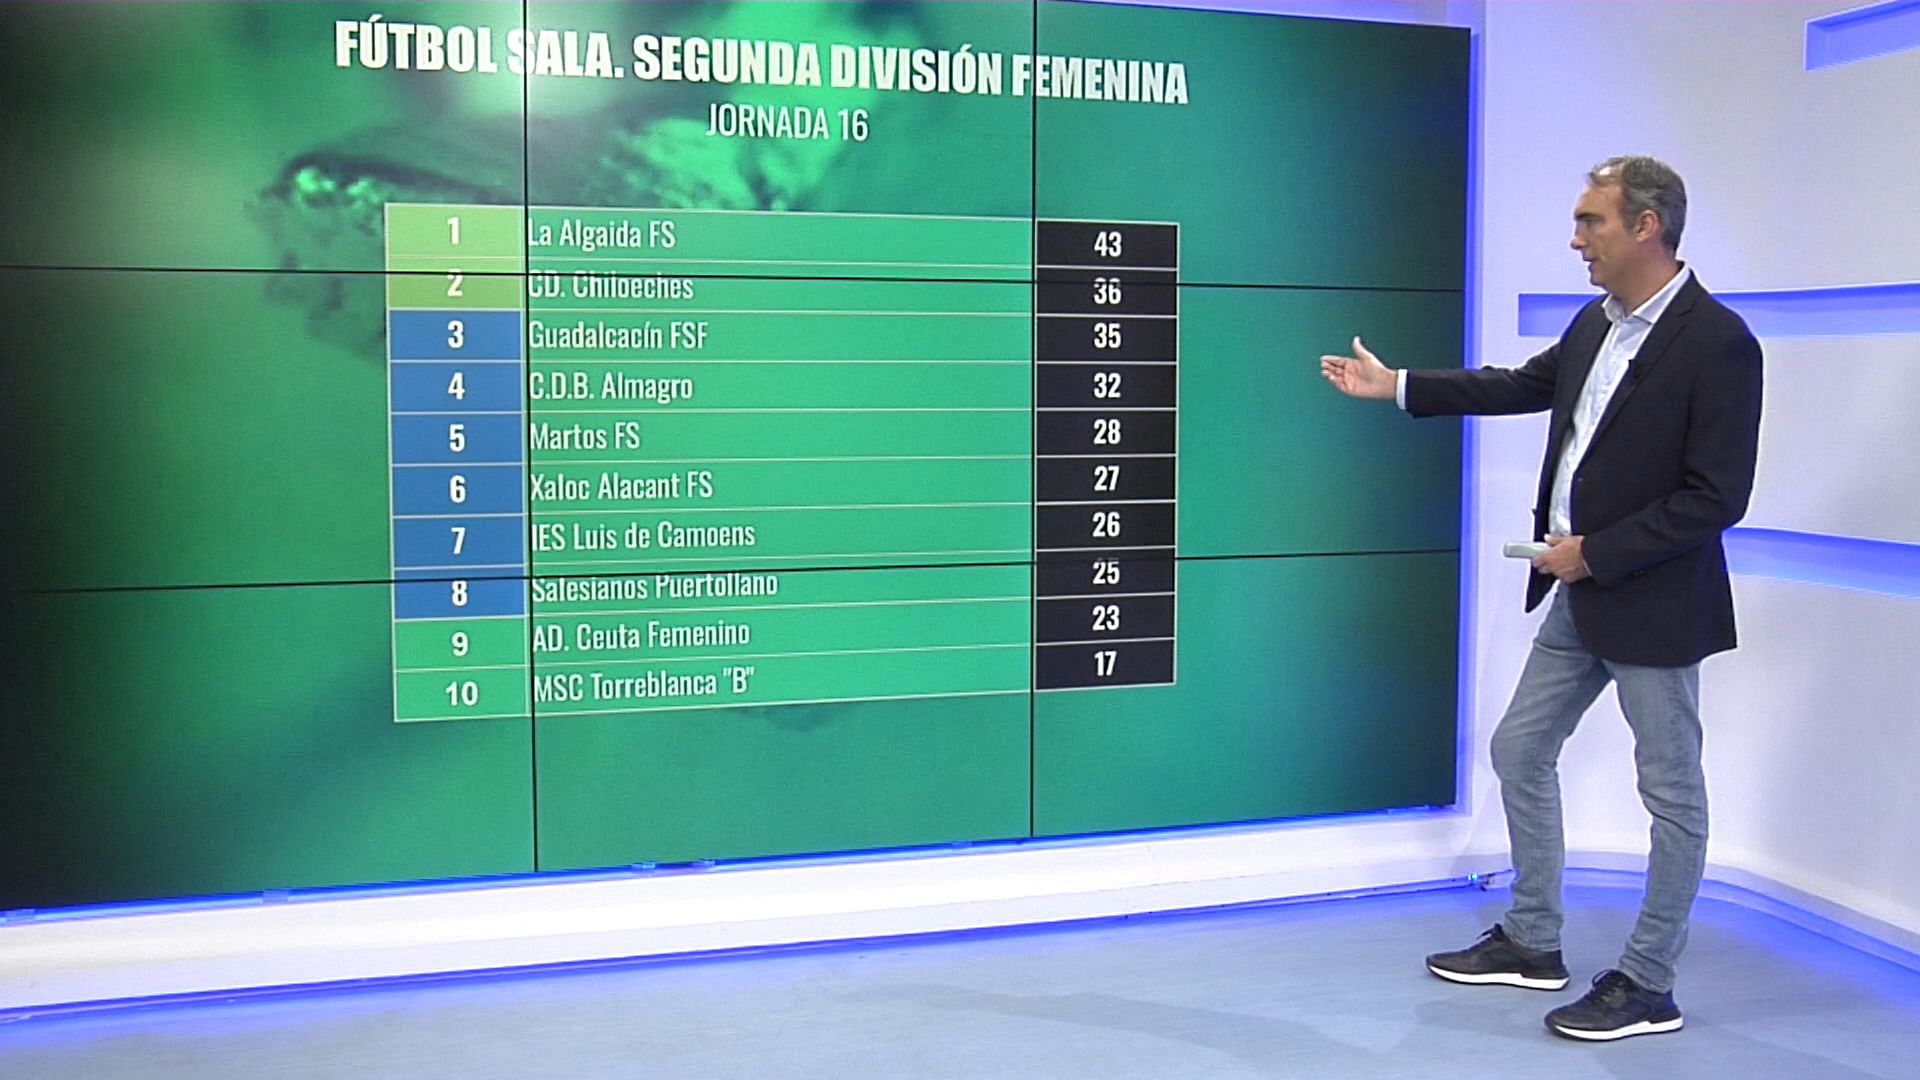 FÚTBOL SALA. SEGUNDA DIVISIÓN FEMENINA
JORNADA 16
1 La Algaida FS 43
2 CD. Chiloeches 36
3 Guadalcacín FSF 35
4 C.D.B. Almagro 32
5 Martos FS 28
6 Xaloc Alacant FS 27
7 IES Luis de Camoens 26
8 Salesianos Puertollano 25
9 AD. Ceuta Femenino 23
10 MSC Torreblanca "B" 17